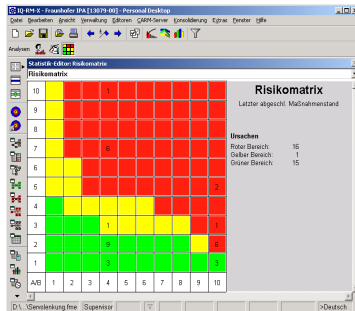 IQ-RM-X - Fraunhofer IPA [13079-00] - Personal Desktop
Datei Bearbeiten Ansicht Verwaltung Editoren CARM-Server Konsolidierung Extras Fenster Hilfe
Analysen
Statistik-Editor: Risikomatrix
Risikomatrix
10 1
9
8
7 6
6
5 2
4
3 1 1
2 9 6
1 3 3
A/B 1 2 3 4 5 6 7 8 9 10
Risikomatrix
Letzter abgeschl. Maßnahmenstand
Ursachen
Roter Bereich: 16
Gelber Bereich: 1
Grüner Bereich: 15
D:\...\Servolenkung.fme Supervisor >Deutsch